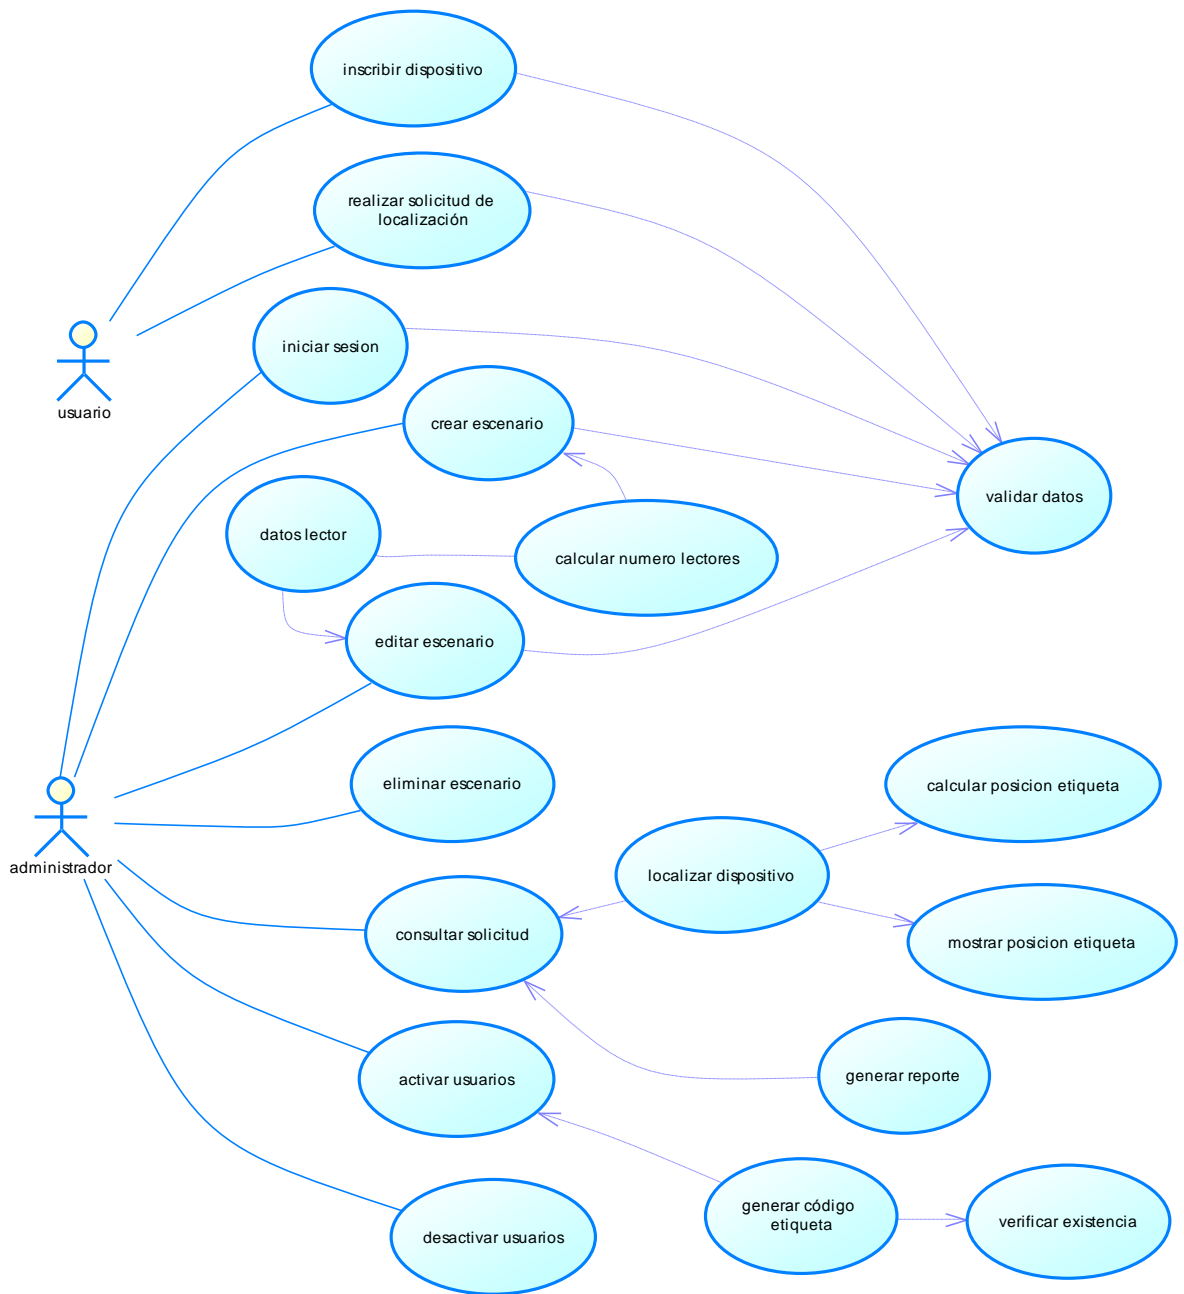 inscribir dispositivo
realizar solicitud de
localización
iniciar sesion
usuario
crear escenario
validar datos
datos lector
calcular numero lectores
editar escenario
eliminar escenario
calcular posicion etiqueta
administrador
localizar dispositivo
consultar solicitud
mostrar posicion etiqueta
activar usuarios
generar reporte
generar código
etiqueta
verificar existencia
desactivar usuarios